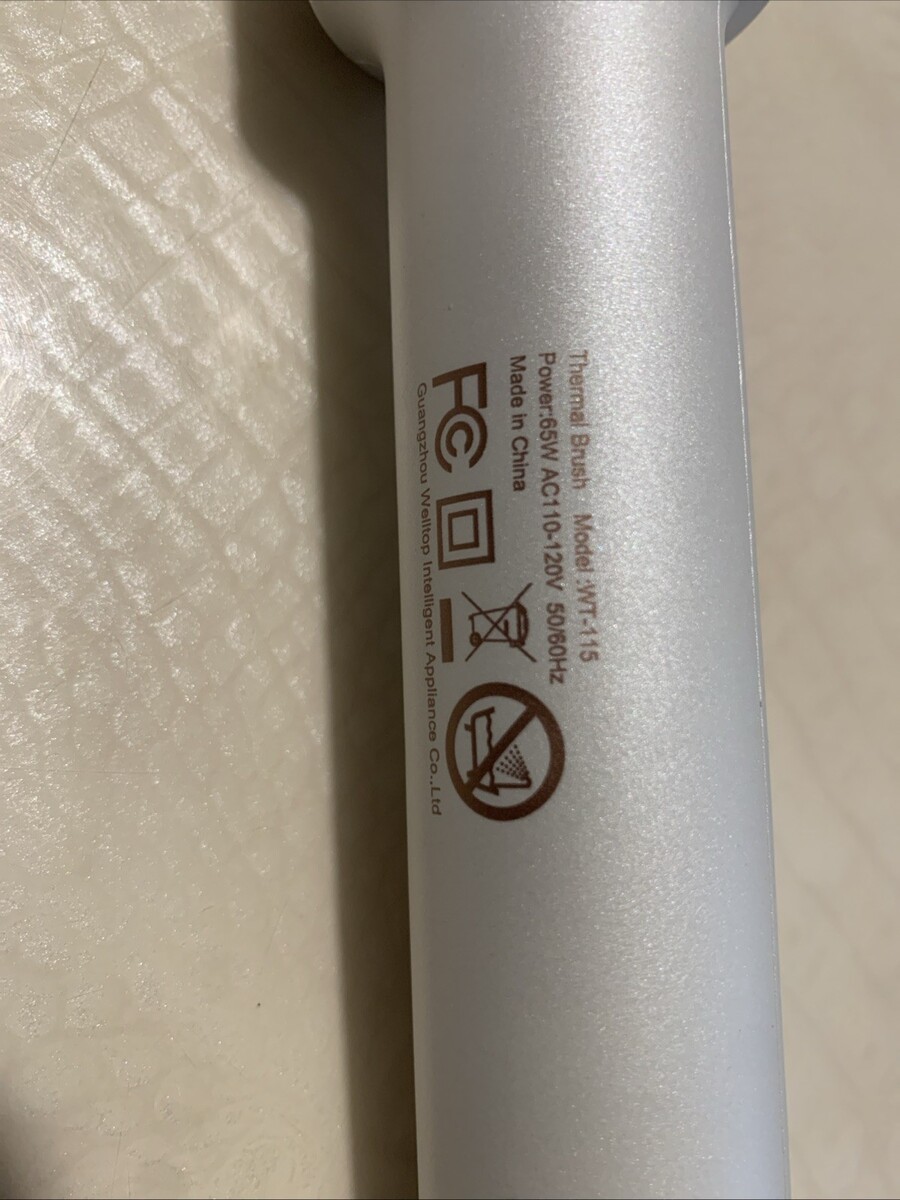 Thermal Brush Model :WT-115
Power:65W AC110-120V 50/60Hz
Made in China
FC
Guangzhou Welltop Intelligent Appliance Co.,Ltd